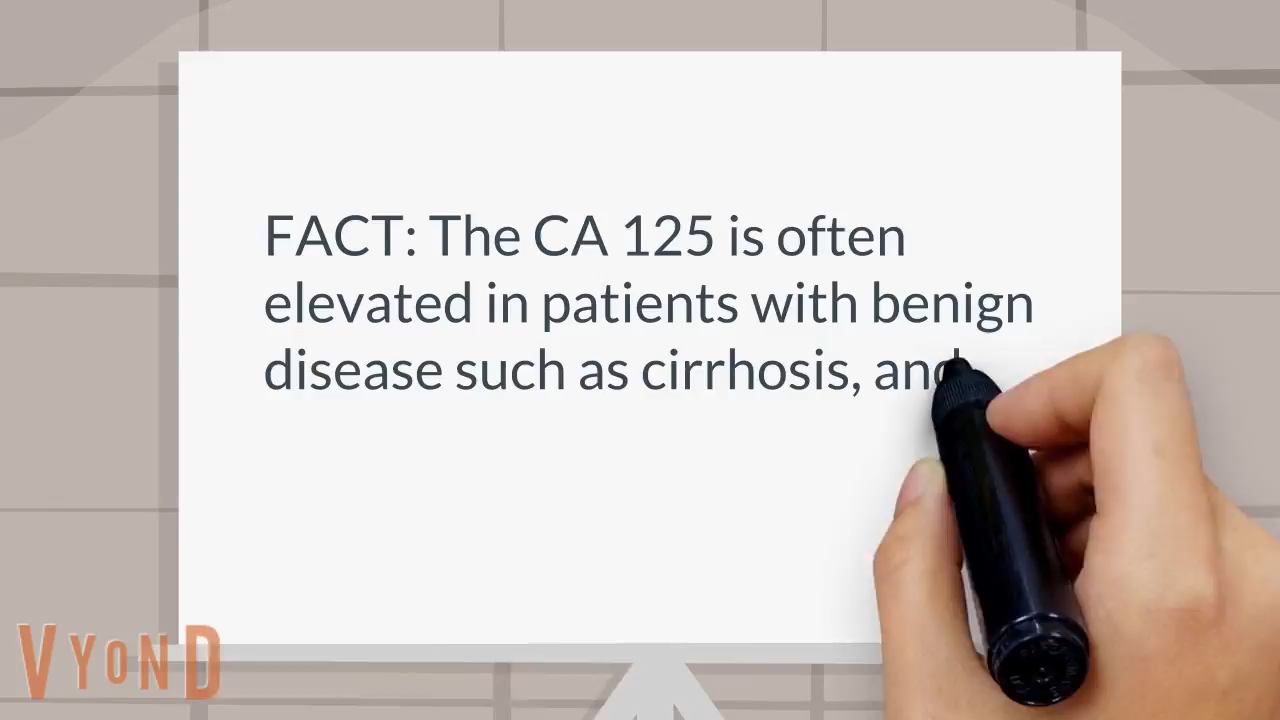 FACT: The CA 125 is often
elevated in patients with benign
disease such as cirrhosis, and
VYOND